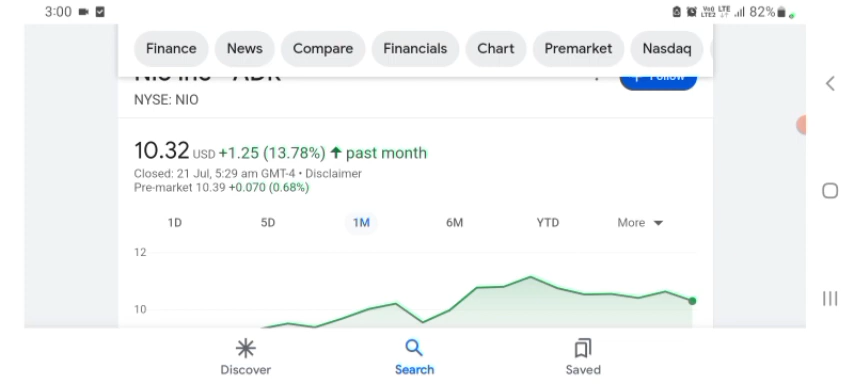 3:00 82%
Finance News Compare Financials Chart Premarket Nasdaq
Follow
NYSE: NIO
10.32 USD +1.25 (13.78%) ↑ past month
Closed: 21 Jul, 5:29 am GMT-4 • Disclaimer
Pre-market 10.39 +0.070 (0.68%)
1D 5D 1M 6M YTD More
12
10
Discover Search Saved